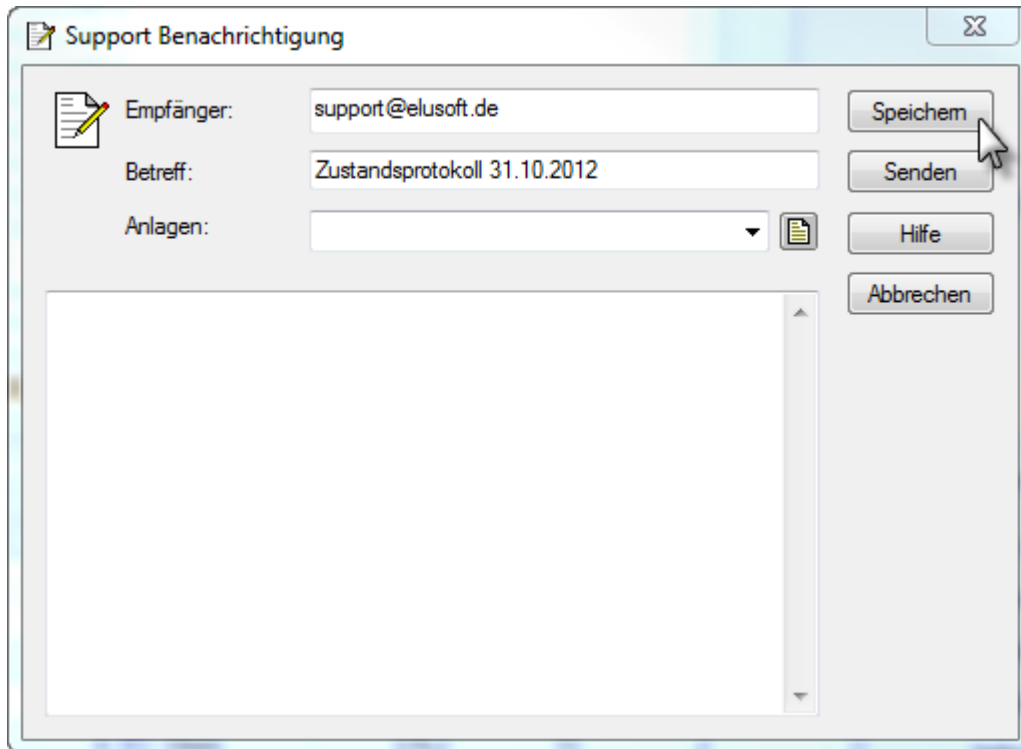 Support Benachrichtigung
Empfänger: support@elusoft.de Speichern
Betreff: Zustandsprotokoll 31.10.2012 Senden
Anlagen: Hilfe
Abbrechen